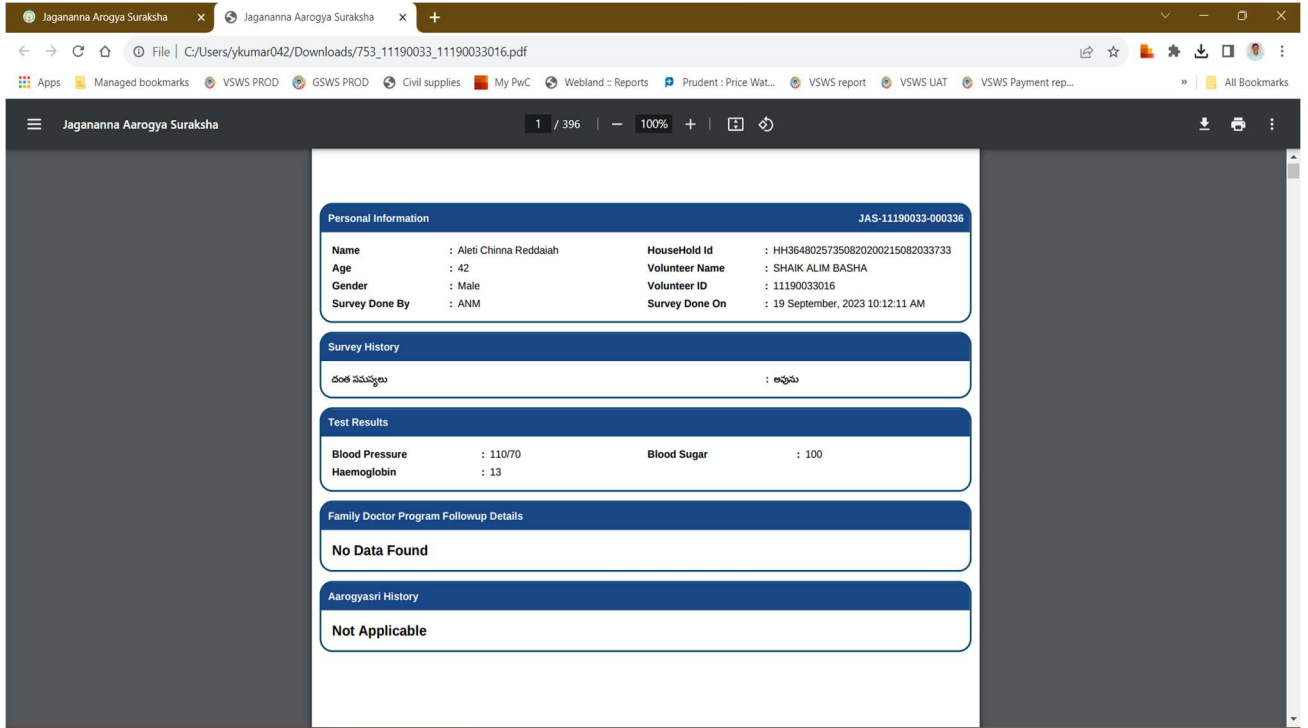 Jagananna Arogya Suraksha
Jagananna Aarogya Suraksha
File | C:/Users/ykumar042/Downloads/753_11190033_11190033016.pdf
Apps Managed bookmarks VSWS PROD GSWS PROD Civil supplies My PwC Webland :: Reports Prudent : Price Wat... VSWS report VSWS UAT VSWS Payment rep... » All Bookmarks
Jagananna Aarogya Suraksha 1 / 396 | − 100% + |
Personal Information JAS-11190033-000336
Name : Aleti Chinna Reddaiah HouseHold Id : HH36480257350820200215082033733
Age : 42 Volunteer Name : SHAIK ALIM BASHA
Gender : Male Volunteer ID : 11190033016
Survey Done By : ANM Survey Done On : 19 September, 2023 10:12:11 AM
Survey History
దంత సమస్యలు : అవును
Test Results
Blood Pressure : 110/70 Blood Sugar : 100
Haemoglobin : 13
Family Doctor Program Followup Details
No Data Found
Aarogyasri History
Not Applicable